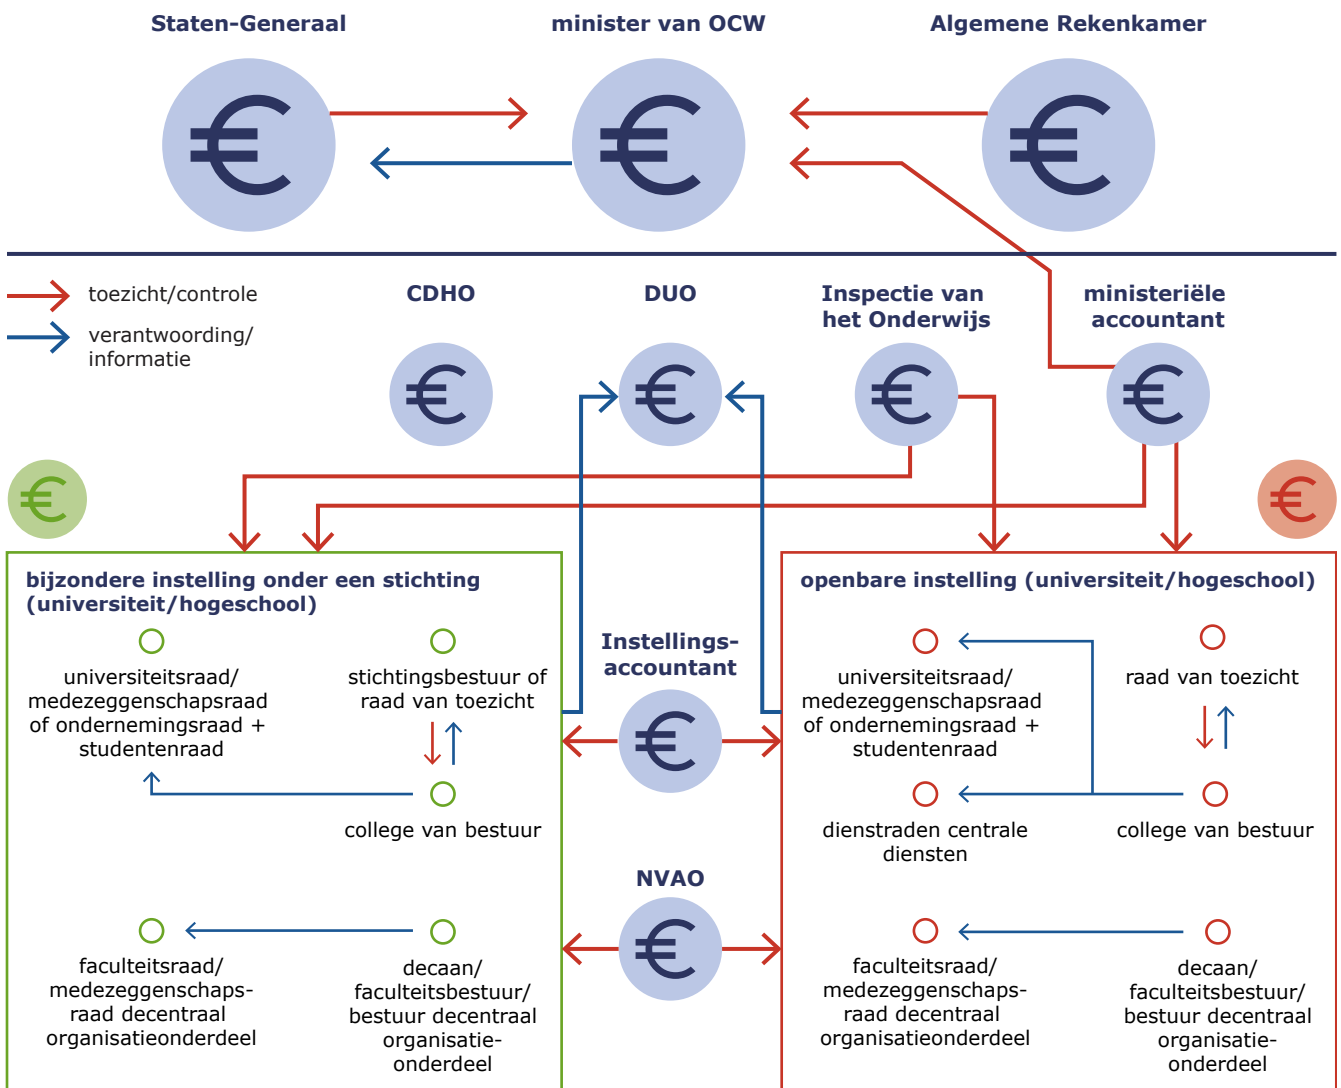 Staten-Generaal
minister van OCW
Algemene Rekenkamer
toezicht/controle
verantwoording/
informatie
CDHO
DUO
Inspectie van
het Onderwijs
ministeriële
accountant
bijzondere instelling onder een stichting
(universiteit/hogeschool)
universiteitsraad/
medezeggenschapsraad
of ondernemingsraad +
studentenraad
stichtingsbestuur of
raad van toezicht
college van bestuur
faculteitsraad/
medezeggenschaps-
raad decentraal
organisatieonderdeel
decaan/
faculteitsbestuur/
bestuur decentraal
organisatie-
onderdeel
Instellings-
accountant
NVAO
openbare instelling (universiteit/hogeschool)
universiteitsraad/
medezeggenschapsraad
of ondernemingsraad +
studentenraad
raad van toezicht
dienstraden centrale
diensten
college van bestuur
faculteitsraad/
medezeggenschaps-
raad decentraal
organisatieonderdeel
decaan/
faculteitsbestuur/
bestuur decentraal
organisatie-
onderdeel